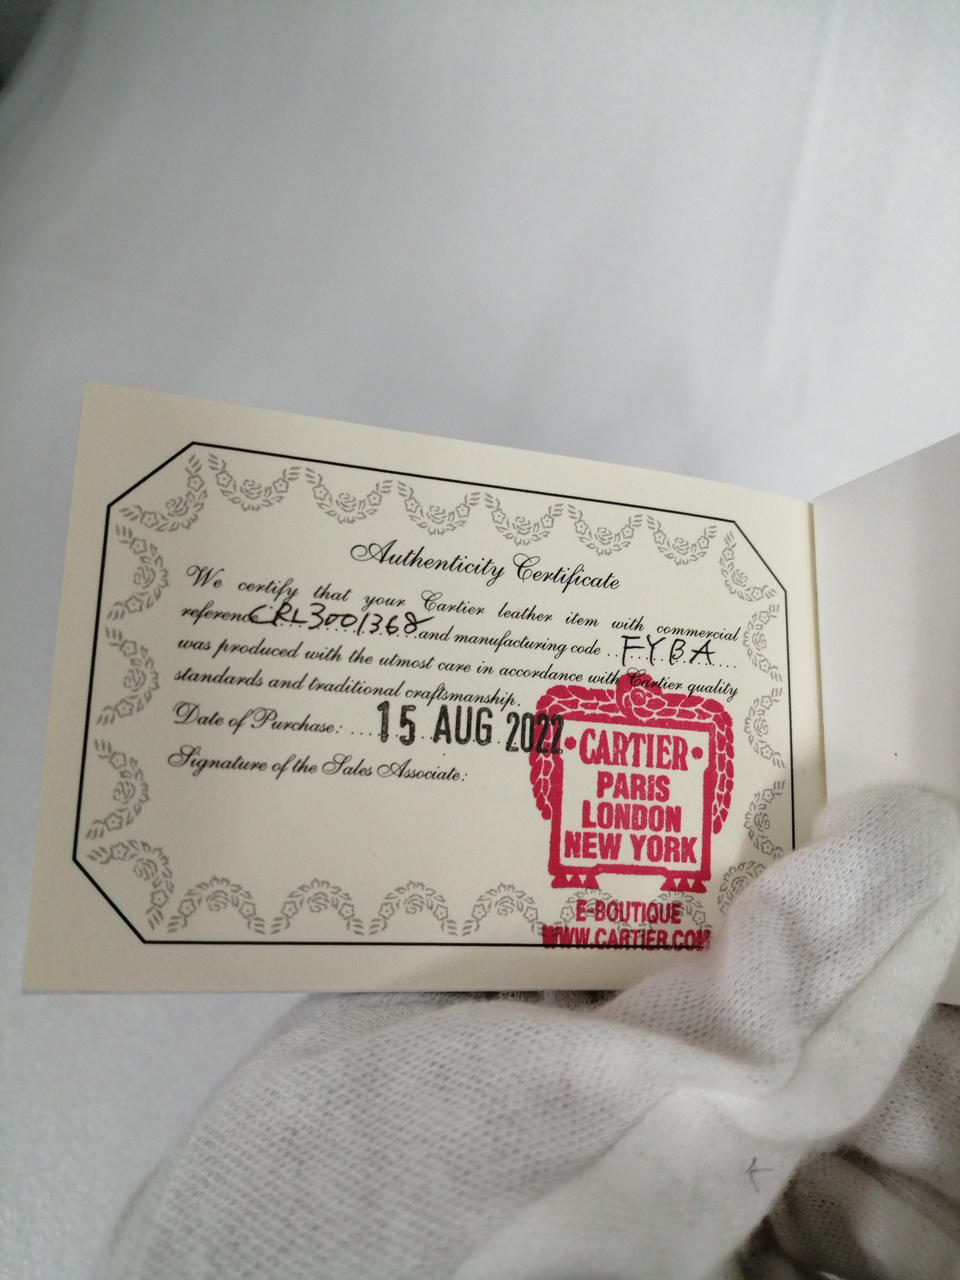 Authenticity Certificate
We certify that your Cartier leather item with commercial
reference CRL3001368 and manufacturing code ..FYBA....
was produced with the utmost care in accordance with Cartier quality
standards and traditional craftsmanship.
Date of Purchase: ...15 AUG 2022
Signature of the Sales Associate:
•CARTIER•
PARIS
LONDON
NEW YORK
E-BOUTIQUE
WWW.CARTIER.COM